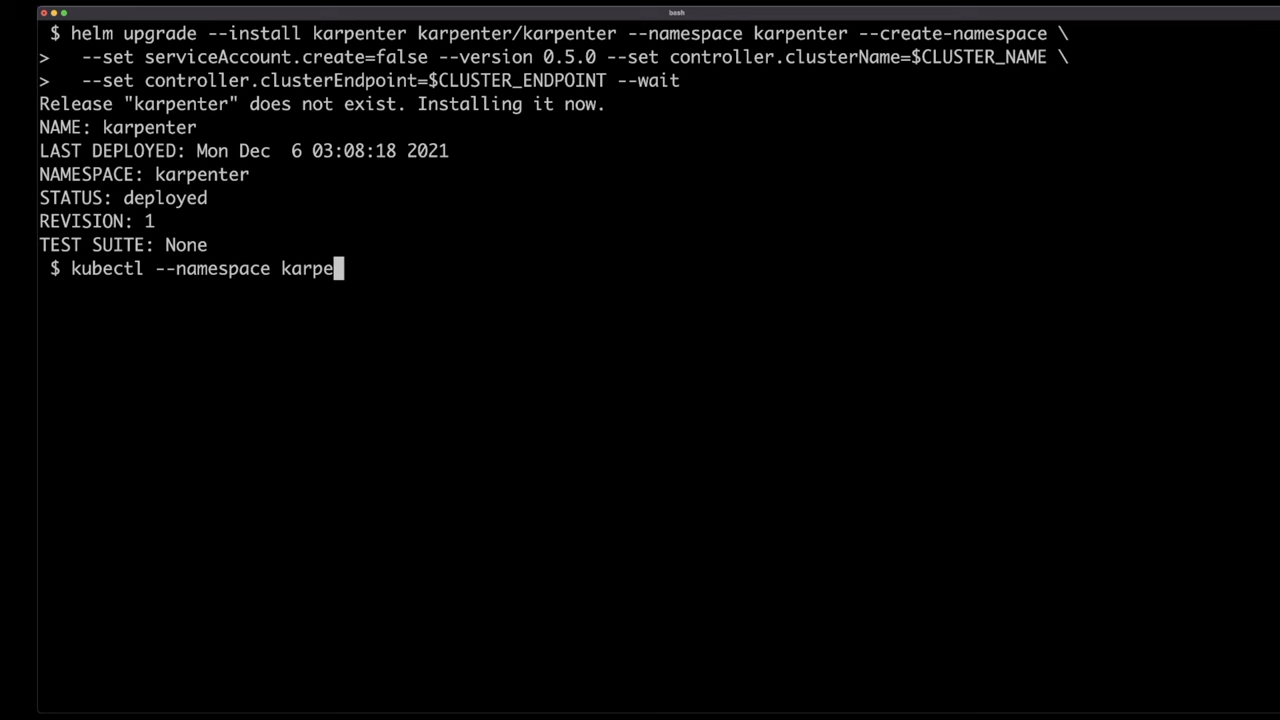 bash
$ helm upgrade --install karpenter karpenter/karpenter --namespace karpenter --create-namespace \
>   --set serviceAccount.create=false --version 0.5.0 --set controller.clusterName=$CLUSTER_NAME \
>   --set controller.clusterEndpoint=$CLUSTER_ENDPOINT --wait
Release "karpenter" does not exist. Installing it now.
NAME: karpenter
LAST DEPLOYED: Mon Dec  6 03:08:18 2021
NAMESPACE: karpenter
STATUS: deployed
REVISION: 1
TEST SUITE: None
$ kubectl --namespace karpe